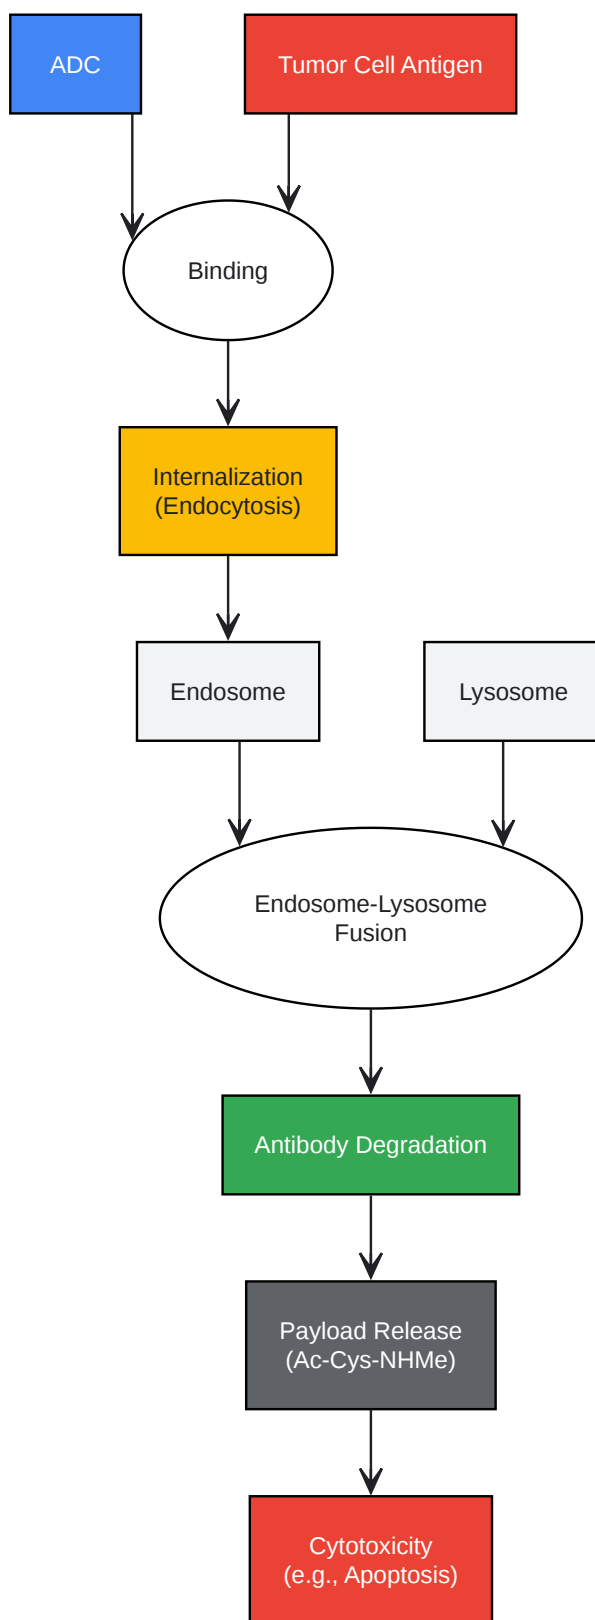 ADC
Tumor Cell Antigen
Binding
Internalization
(Endocytosis)
Endosome
Lysosome
Endosome-Lysosome
Fusion
Antibody Degradation
Payload Release
(Ac-Cys-NHMe)
Cytotoxicity
(e.g., Apoptosis)